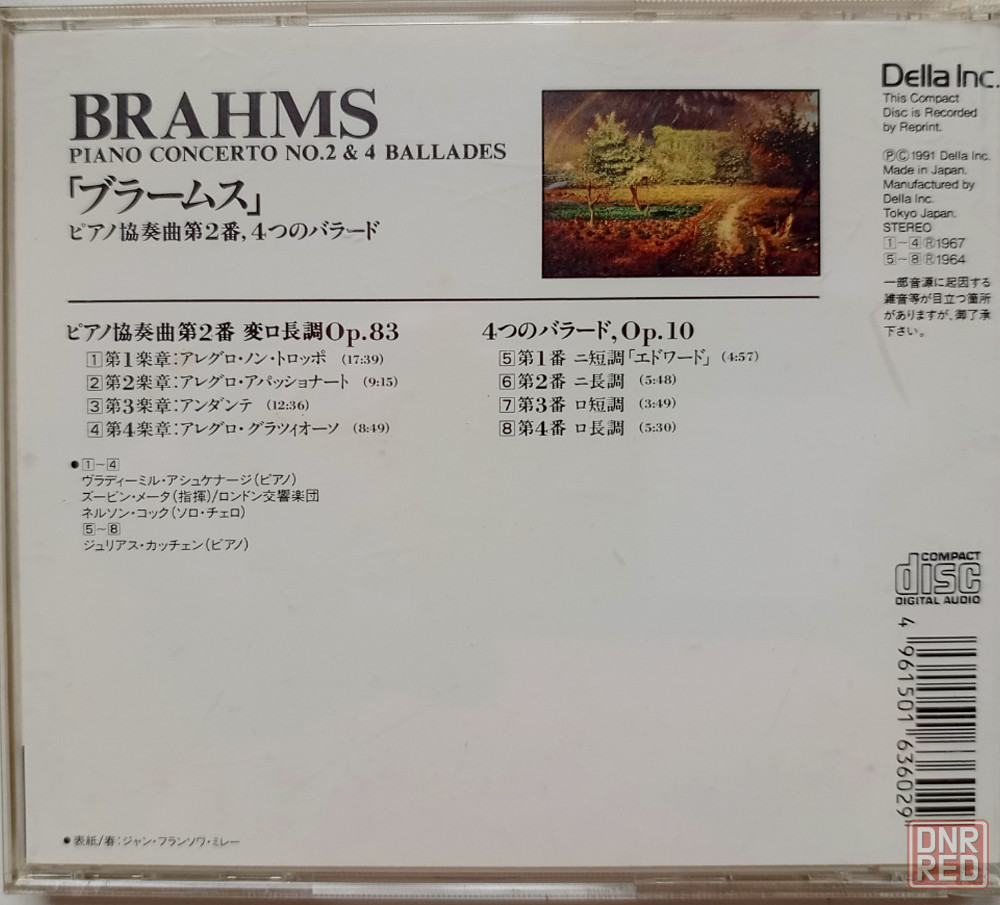 BRAHMS
PIANO CONCERTO NO.2 & 4 BALLADES
「ブラームス」
ピアノ協奏曲第2番, 4つのバラード
ピアノ協奏曲第2番 変ロ長調Op.83
1 第1楽章:アレグロ・ノン・トロッポ (17:39)
2 第2楽章:アレグロ・アパッショナート (9:15)
3 第3楽章:アンダンテ (12:36)
4 第4楽章:アレグロ・グラツィオーソ (8:49)
●1~4
ヴラディーミル・アシュケナージ(ピアノ)
ズービン・メータ(指揮)/ロンドン交響楽団
ネルソン・コック(ソロ・チェロ)
5~8
ジュリアス・カッチェン(ピアノ)
4つのバラード, Op.10
5 第1番 ニ短調「エドワード」 (4:57)
6 第2番 ニ長調 (5:48)
7 第3番 ロ短調 (3:49)
8 第4番 ロ長調 (5:30)
●表紙/春:ジャン・フランソワ・ミレー
Della Inc.
This Compact
Disc is Recorded
by Reprint.
ⓅⒸ1991 Della Inc.
Made in Japan.
Manufactured by
Della Inc.
Tokyo Japan.
STEREO
1-4Ⓡ1967
5-8Ⓡ1964
一部音源に起因する
雑音等が目立つ箇所
がありますが、御了承
下さい。
COMPACT
disc
DIGITAL AUDIO
4 961501 636029
DNR
RED